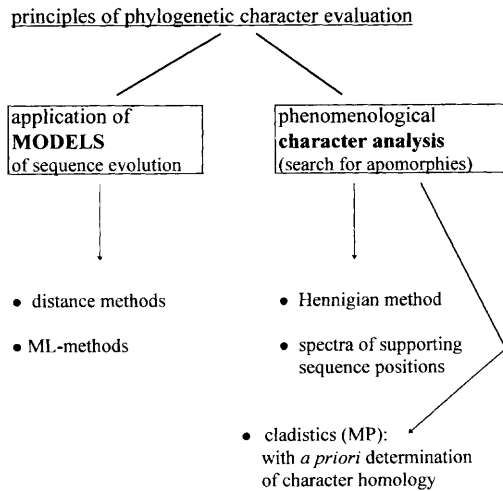 principles of phylogenetic character evaluation
application of
MODELS
of sequence evolution
phenomenological
character analysis
(search for apomorphies)
• distance methods
• ML-methods
• Hennigian method
• spectra of supporting
sequence positions
• cladistics (MP):
with a priori determination
of character homology